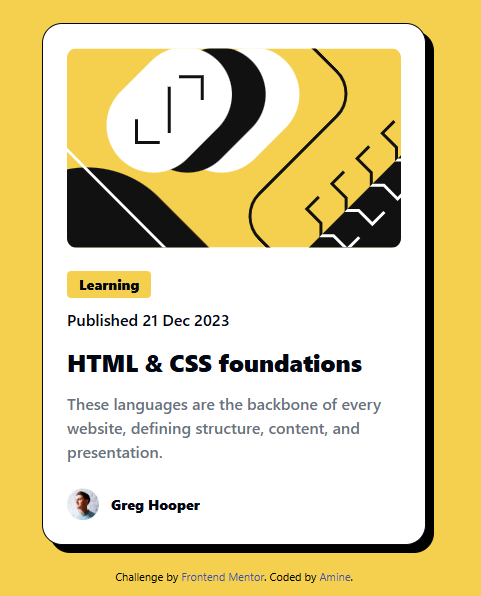 Learning
Published 21 Dec 2023
HTML & CSS foundations
These languages are the backbone of every
website, defining structure, content, and
presentation.
Greg Hooper
Challenge by Frontend Mentor. Coded by Amine.